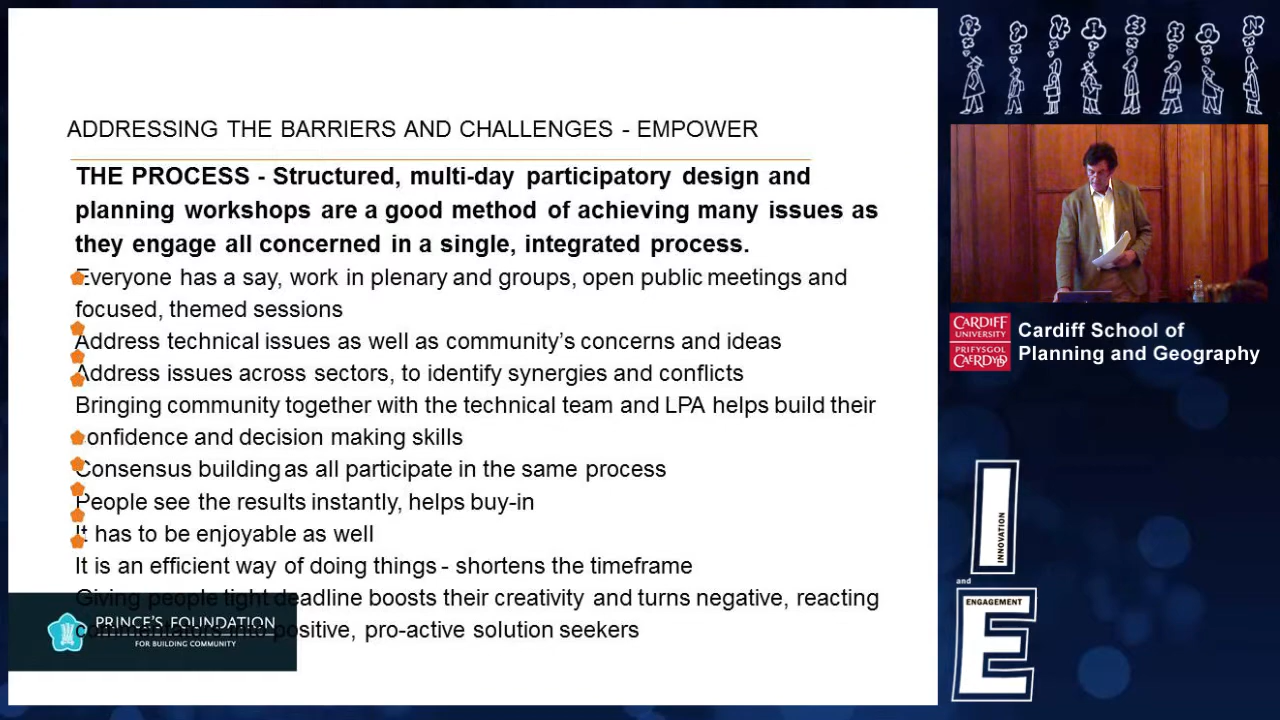 ADDRESSING THE BARRIERS AND CHALLENGES - EMPOWER
THE PROCESS - Structured, multi-day participatory design and
planning workshops are a good method of achieving many issues as
they engage all concerned in a single, integrated process.
Everyone has a say, work in plenary and groups, open public meetings and
focused, themed sessions
Address technical issues as well as community's concerns and ideas
Address issues across sectors, to identify synergies and conflicts
Bringing community together with the technical team and LPA helps build their
confidence and decision making skills
Consensus building as all participate in the same process
People see the results instantly, helps buy-in
It has to be enjoyable as well
It is an efficient way of doing things - shortens the timeframe
Giving people tight deadline boosts their creativity and turns negative, reacting
positive, pro-active solution seekers
PRINCE'S FOUNDATION
FOR BUILDING COMMUNITY
? ? V I S I O N
CARDIFF
UNIVERSITY
PRIFYSGOL
CAERDYDD
Cardiff School of
Planning and Geography
INNOVATION
I
and
ENGAGEMENT
E